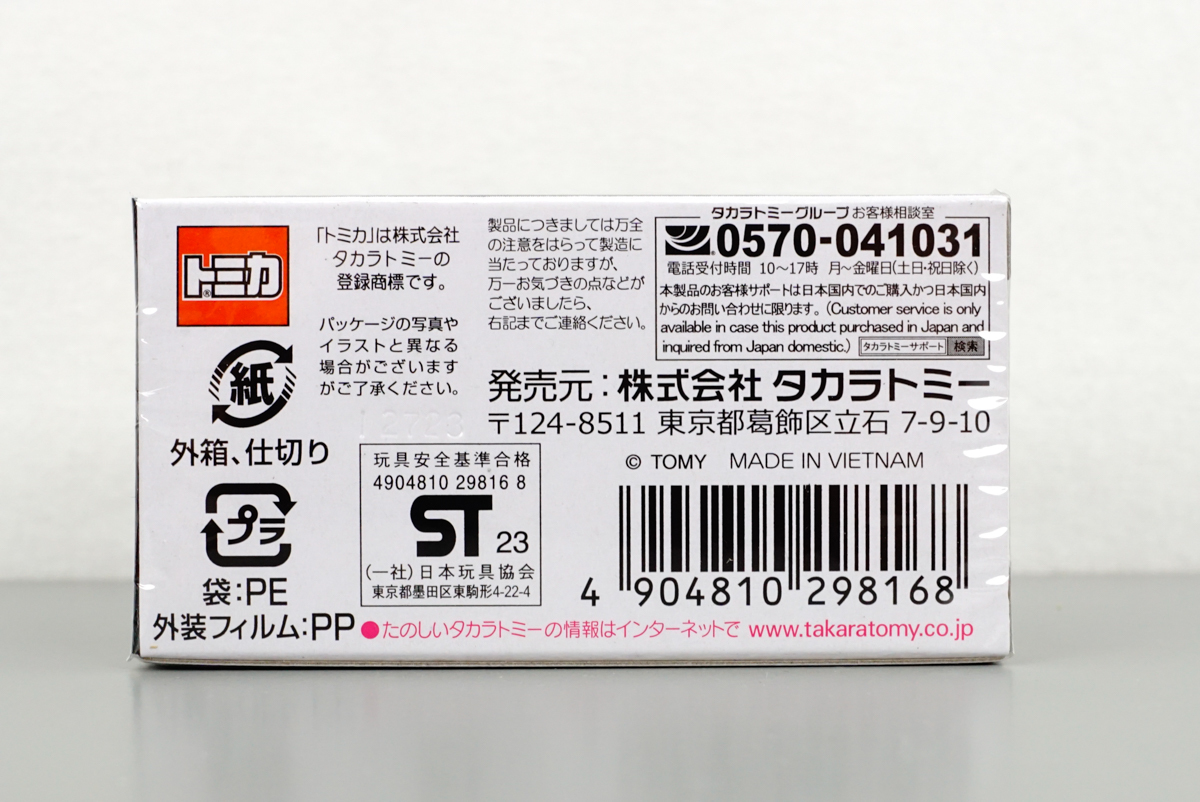 トミカ®
「トミカ」は株式会社
タカラトミーの
登録商標です。
パッケージの写真や
イラストと異なる
場合がございます
がご了承ください。
紙
外箱、仕切り
プラ
袋:PE
外装フィルム:PP
製品につきましては万全
の注意をはらって製造に
当たっておりますが、
万一お気づきの点などが
ございましたら、
右記までご連絡ください。
タカラトミーグループ お客様相談室
0570-041031
電話受付時間 10〜17時 月〜金曜日(土日・祝日除く)
本製品のお客様サポートは日本国内でのご購入かつ日本国内
からのお問い合わせに限ります。(Customer service is only
available in case this product purchased in Japan and
inquired from Japan domestic.) タカラトミーサポート 検索
発売元:株式会社 タカラトミー
〒124-8511 東京都葛飾区立石 7-9-10
© TOMY MADE IN VIETNAM
玩具安全基準合格
4904810 29816 8
ST 23
(一社)日本玩具協会
東京都墨田区東駒形4-22-4
4 904810 298168
●たのしいタカラトミーの情報はインターネットで www.takaratomy.co.jp